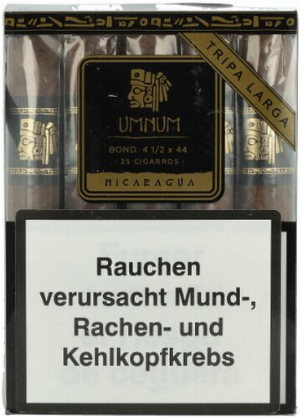 TRIPA LARGA
UMNUM
BOND 4 1/2 x 44
- 25 CIGARROS -
NICARAGUA
Rauchen
verursacht Mund-,
Rachen- und
Kehlkopfkrebs